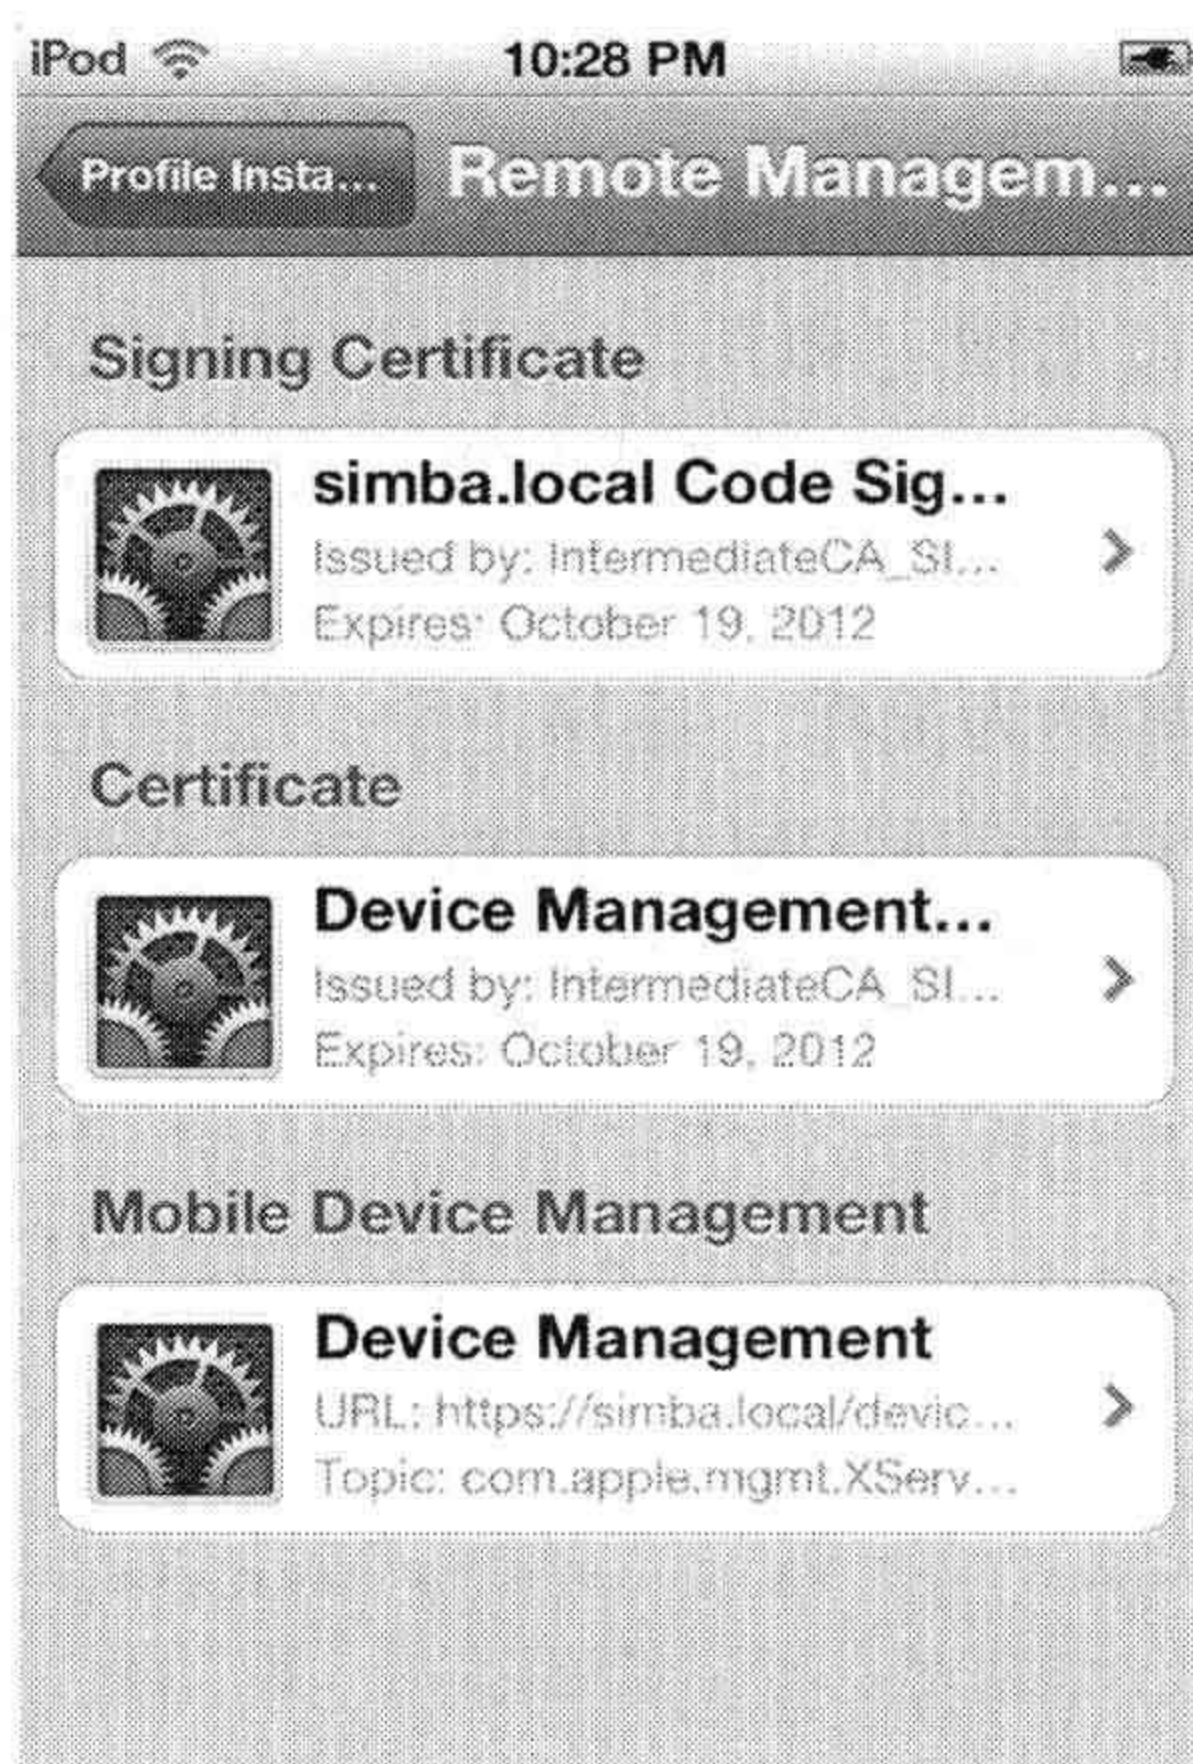 iPod
10:28 PM
Profile Insta...
Remote Managem...
Signing Certificate
simba.local Code Sig...
Issued by: IntermediateCA_SI...
Expires: October 19, 2012
Certificate
Device Management...
Issued by: IntermediateCA_SI...
Expires: October 19, 2012
Mobile Device Management
Device Management
URL: https://simba.local/devic...
Topic: com.apple.mgmt.XServ...